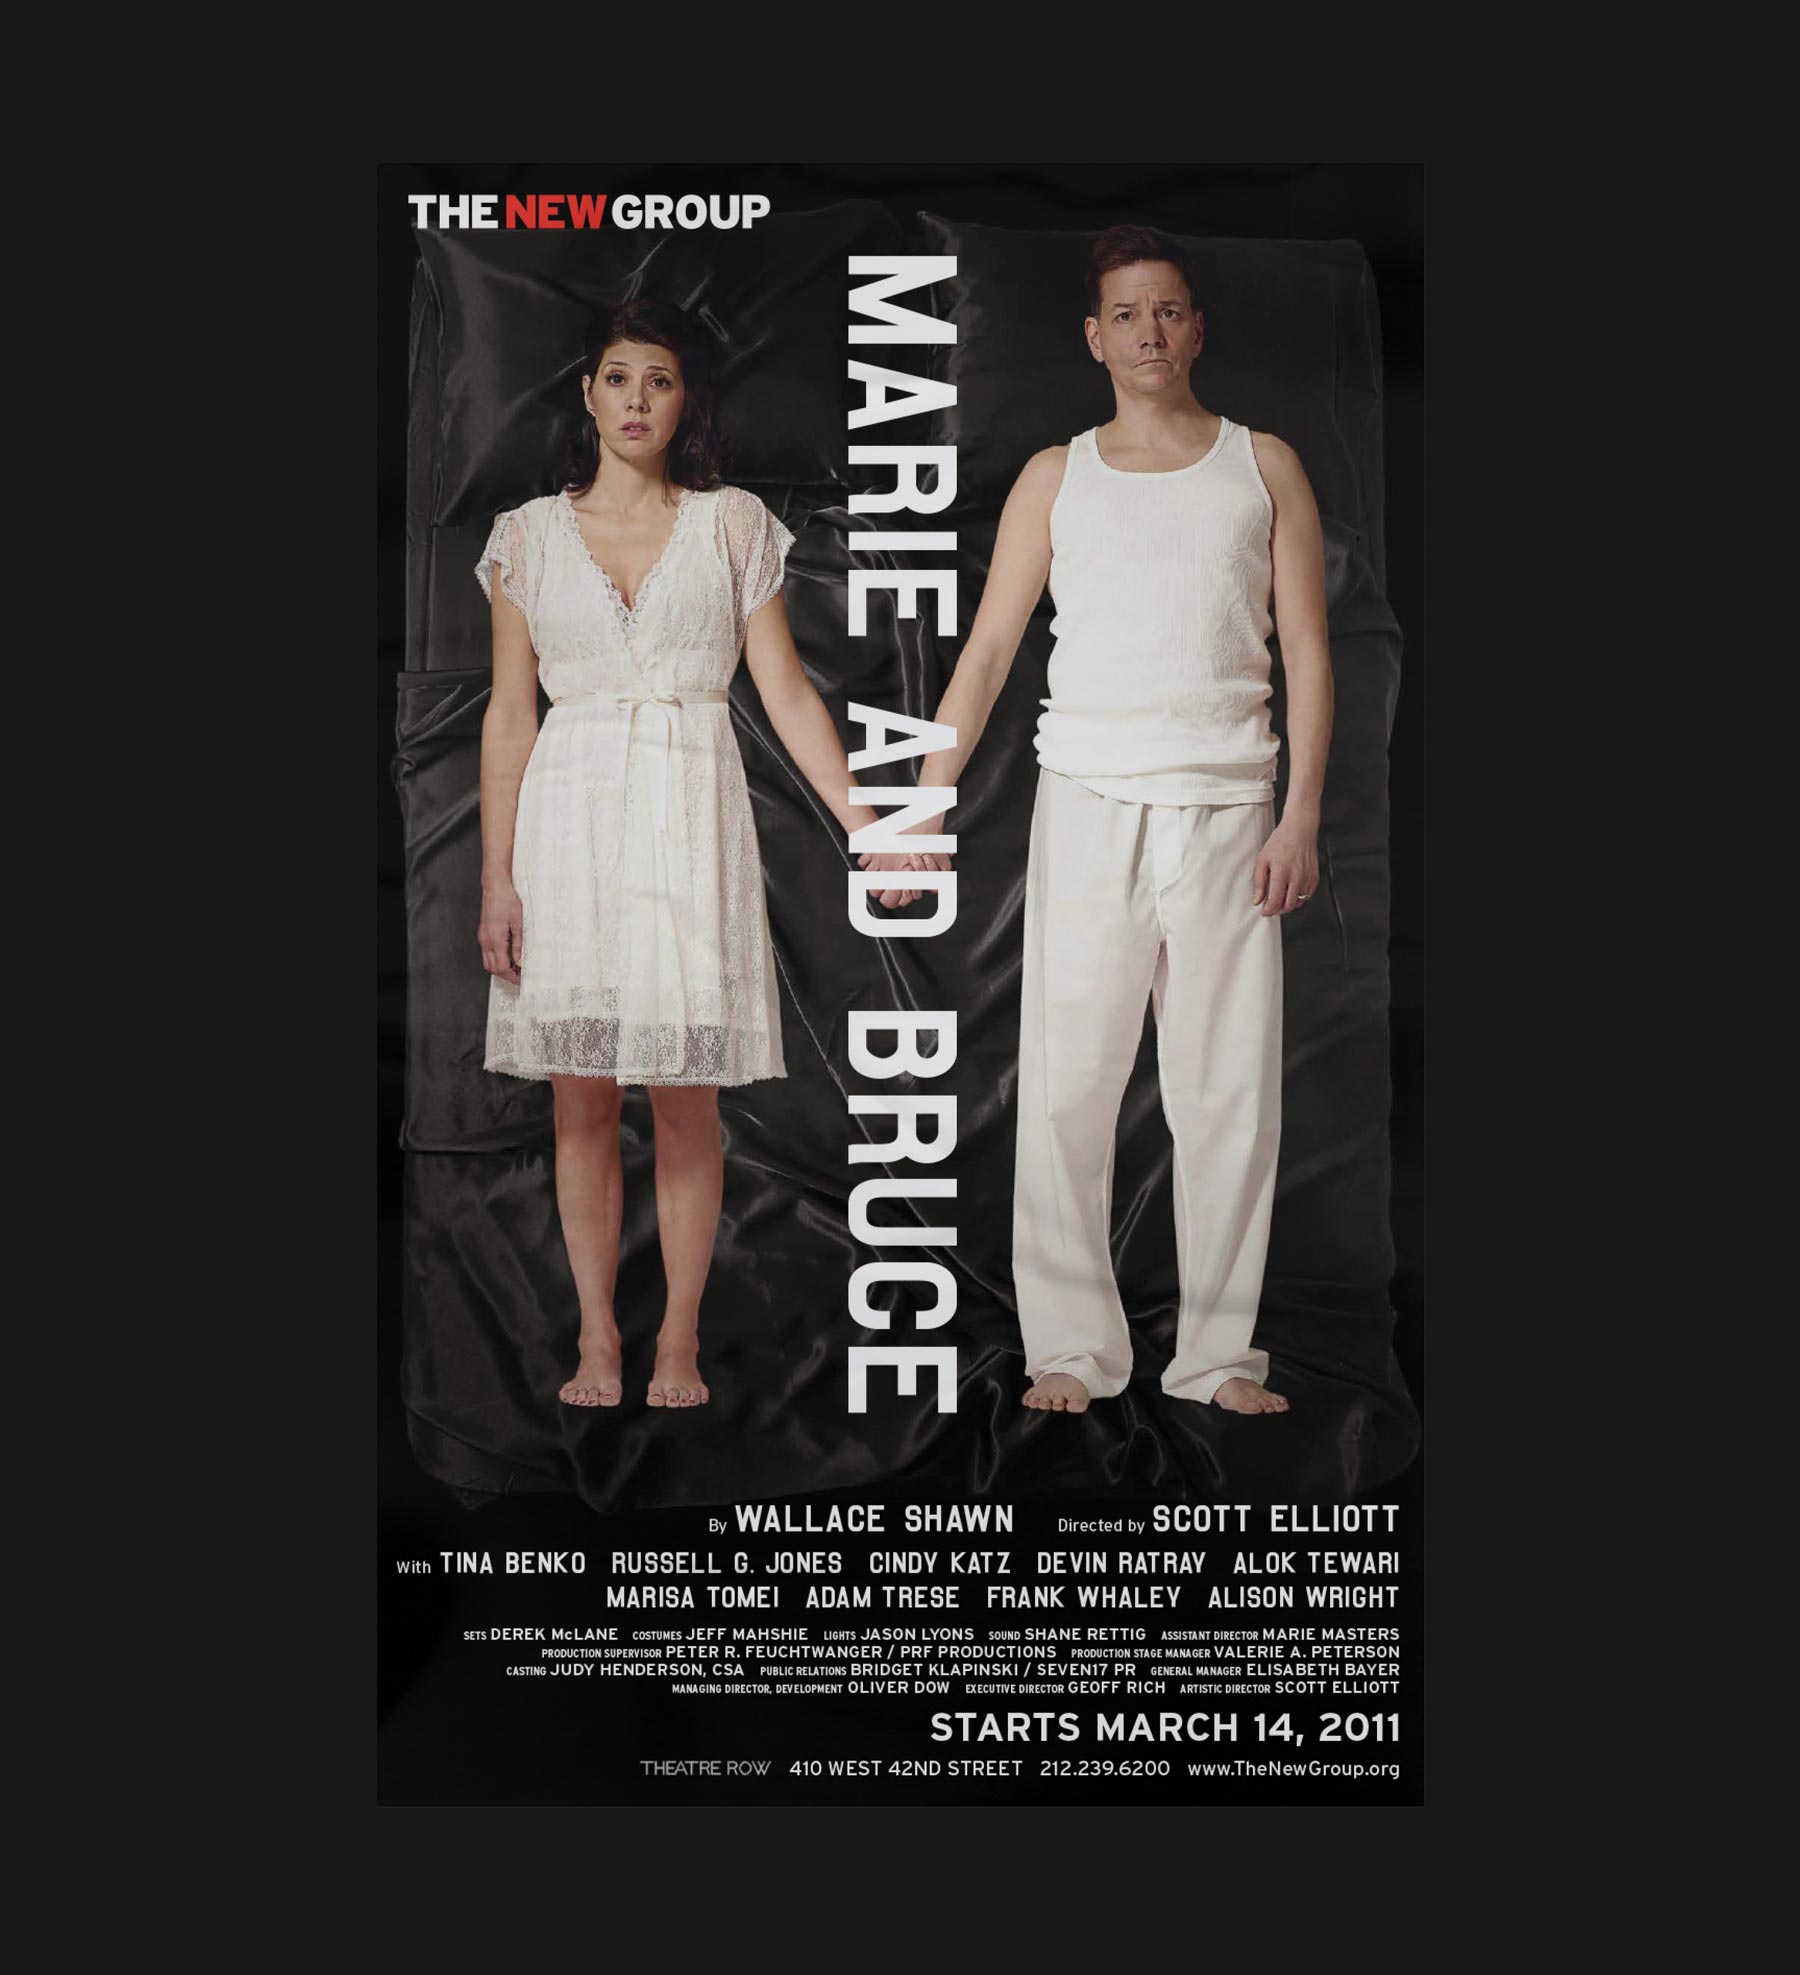 THE NEW GROUP
MARIE AND BRUCE
By WALLACE SHAWN Directed by SCOTT ELLIOTT
With TINA BENKO RUSSELL G. JONES CINDY KATZ DEVIN RATRAY ALOK TEWARI
MARISA TOMEI ADAM TRESE FRANK WHALEY ALISON WRIGHT
SETS DEREK McLANE COSTUMES JEFF MAHSHIE LIGHTS JASON LYONS SOUND SHANE RETTIG ASSISTANT DIRECTOR MARIE MASTERS
PRODUCTION SUPERVISOR PETER R. FEUCHTWANGER / PRF PRODUCTIONS PRODUCTION STAGE MANAGER VALERIE A. PETERSON
CASTING JUDY HENDERSON, CSA PUBLIC RELATIONS BRIDGET KLAPINSKI / SEVEN17 PR GENERAL MANAGER ELISABETH BAYER
MANAGING DIRECTOR, DEVELOPMENT OLIVER DOW EXECUTIVE DIRECTOR GEOFF RICH ARTISTIC DIRECTOR SCOTT ELLIOTT
STARTS MARCH 14, 2011
THEATRE ROW 410 WEST 42ND STREET 212.239.6200 www.TheNewGroup.org